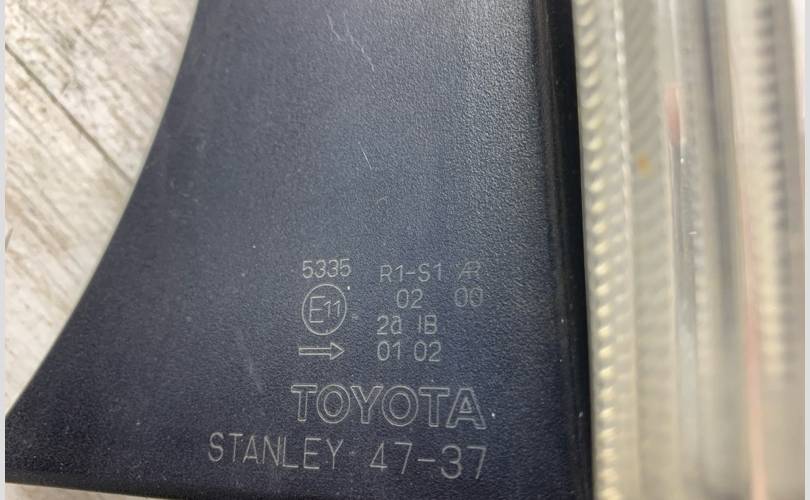 5335 R1-S1 AR
E11 02 00
2a IB
→ 01 02
TOYOTA
STANLEY 47-37